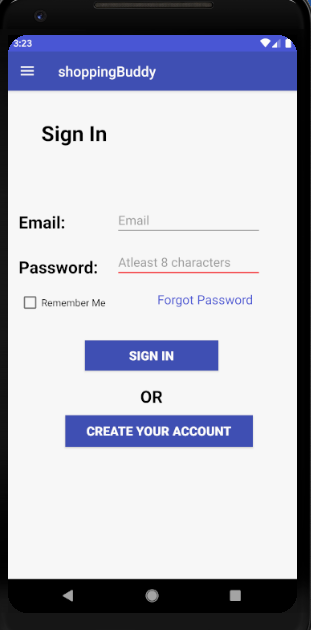 3:23
shoppingBuddy
Sign In
Email: Email
Password: Atleast 8 characters
Remember Me Forgot Password
SIGN IN
OR
CREATE YOUR ACCOUNT